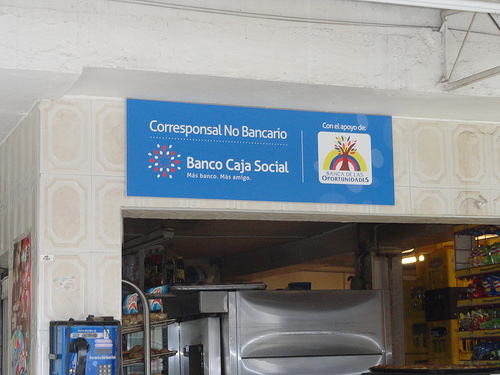 Corresponsal No Bancario
Banco Caja Social
Más banco. Más amigo.
Con el apoyo de:
BANCA DE LAS
OPORTUNIDADES